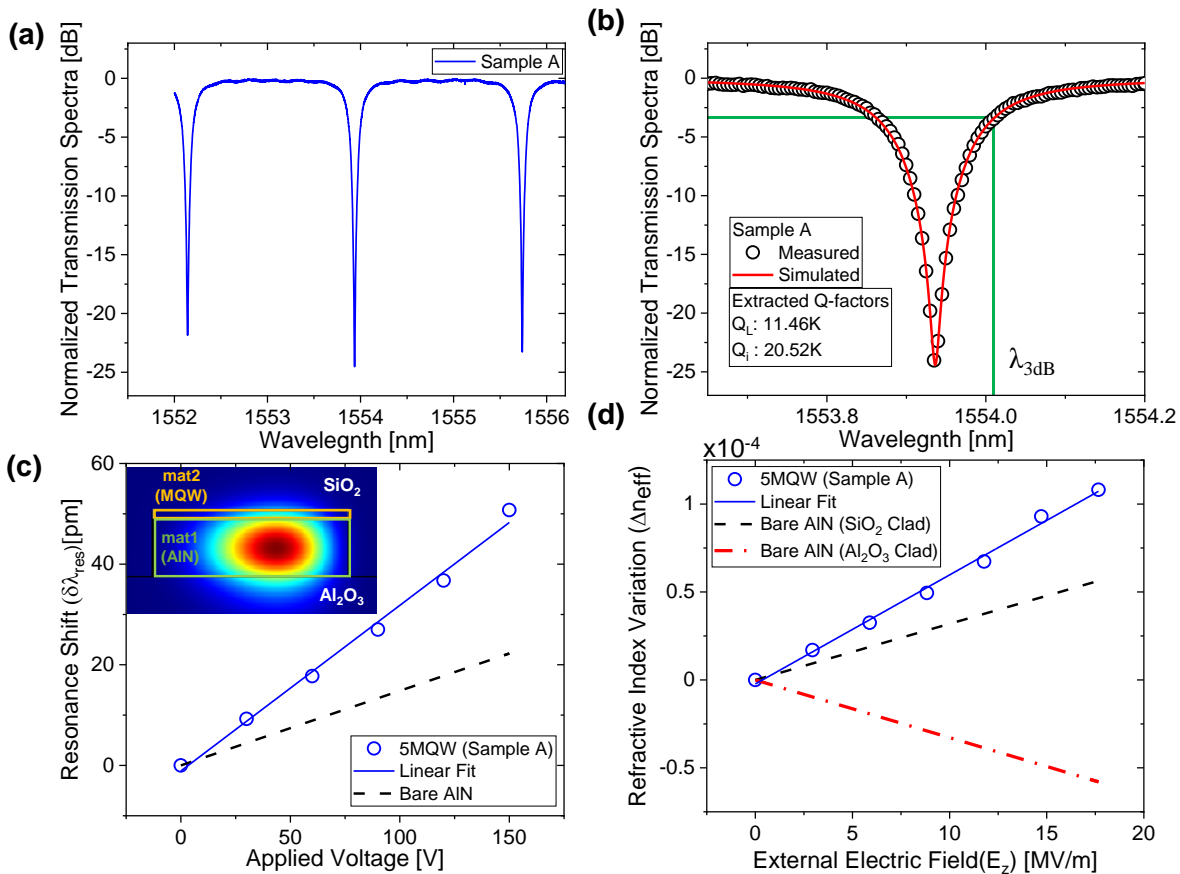 (a)
Normalized Transmission Spectra [dB]
0
-5
-10
-15
-20
-25
Sample A
1552
1553
1554
1555
1556
Wavelegnth [nm]
(b)
Normalized Transmission Spectra [dB]
0
-5
-10
-15
-20
-25
Sample A
Measured
Simulated
Extracted Q-factors
Q_L: 11.46K
Q_i: 20.52K
λ_3dB
1553.8
1554.0
1554.2
Wavelegnth [nm]
(c)
Resonance Shift (δλ_res)[pm]
60
40
20
0
mat2
(MQW)
SiO₂
mat1
(AlN)
Al₂O₃
5MQW (Sample A)
Linear Fit
Bare AlN
0
50
100
150
Applied Voltage [V]
(d)
x10⁻⁴
Refractive Index Variation (Δneff)
1
0.5
0
-0.5
5MQW (Sample A)
Linear Fit
Bare AlN (SiO₂ Clad)
Bare AlN (Al₂O₃ Clad)
0
5
10
15
20
External Electric Field(E_z) [MV/m]